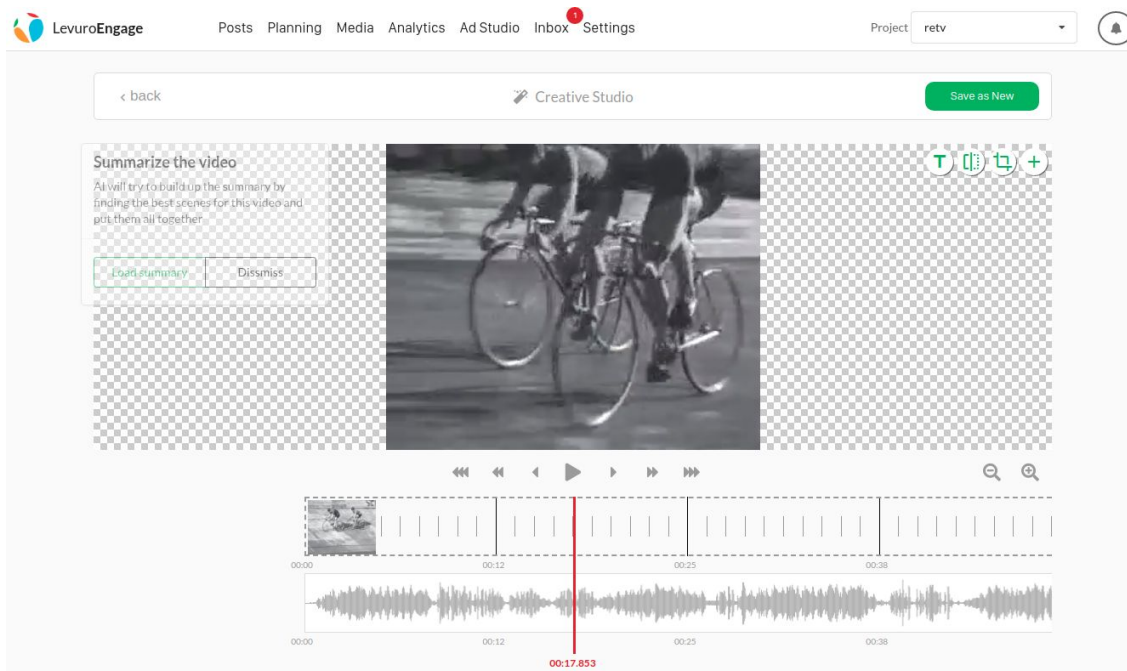 LevuroEngage Posts Planning Media Analytics Ad Studio Inbox 1 Settings Project retv
‹ back Creative Studio Save as New
Summarize the video
AI will try to build up the summary by
finding the best scenes for this video and
put them all together
Load summary Dissmiss
T
00:00 00:12 00:25 00:38
00:00 00:12 00:25 00:38
00:17.853